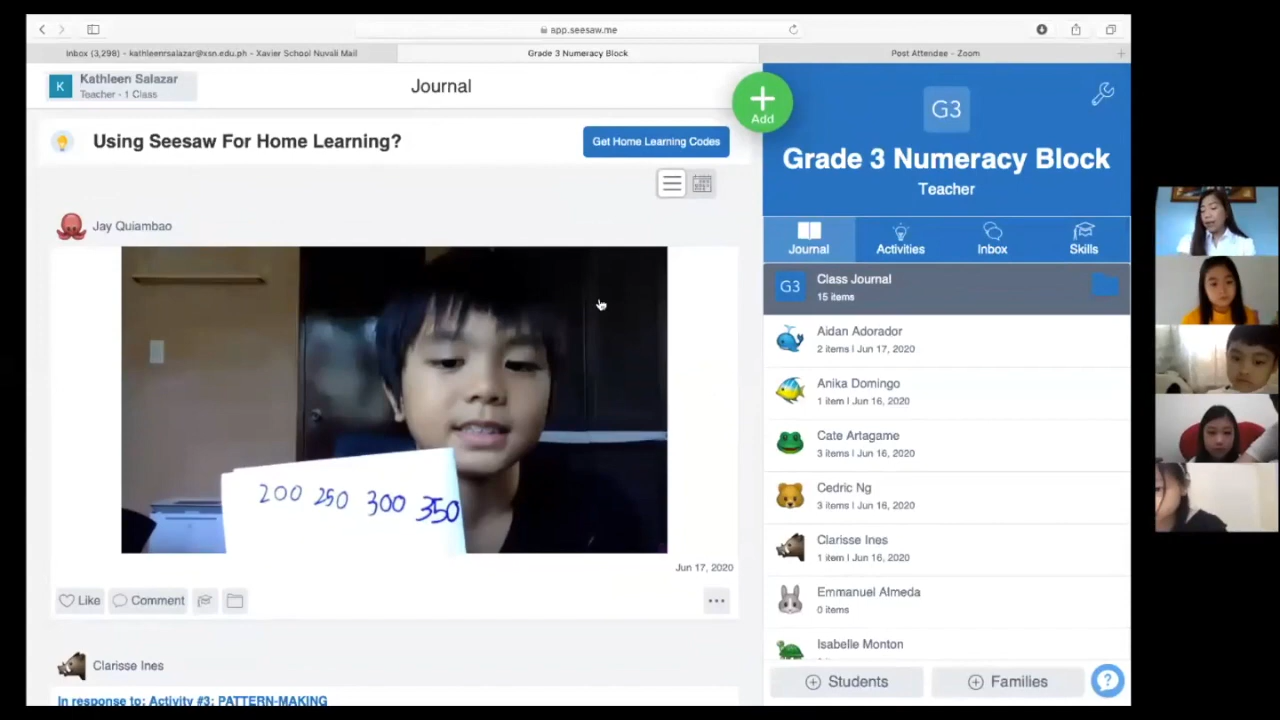 app.seesaw.me
Inbox (3,298) - kathleenrsalazar@xsn.edu.ph - Xavier School Nuvali Mail
Grade 3 Numeracy Block
Post Attendee - Zoom
K
Kathleen Salazar
Teacher - 1 Class
Journal
Add
Using Seesaw For Home Learning?
Get Home Learning Codes
Jay Quiambao
200 250 300 350
Jun 17, 2020
Like
Comment
Clarisse Ines
In response to: Activity #3: PATTERN-MAKING
G3
Grade 3 Numeracy Block
Teacher
Journal
Activities
Inbox
Skills
G3
Class Journal
15 items
Aidan Adorador
2 items | Jun 17, 2020
Anika Domingo
1 item | Jun 16, 2020
Cate Artagame
3 items | Jun 16, 2020
Cedric Ng
3 items | Jun 16, 2020
Clarisse Ines
1 item | Jun 16, 2020
Emmanuel Almeda
0 items
Isabelle Monton
Students
Families
?